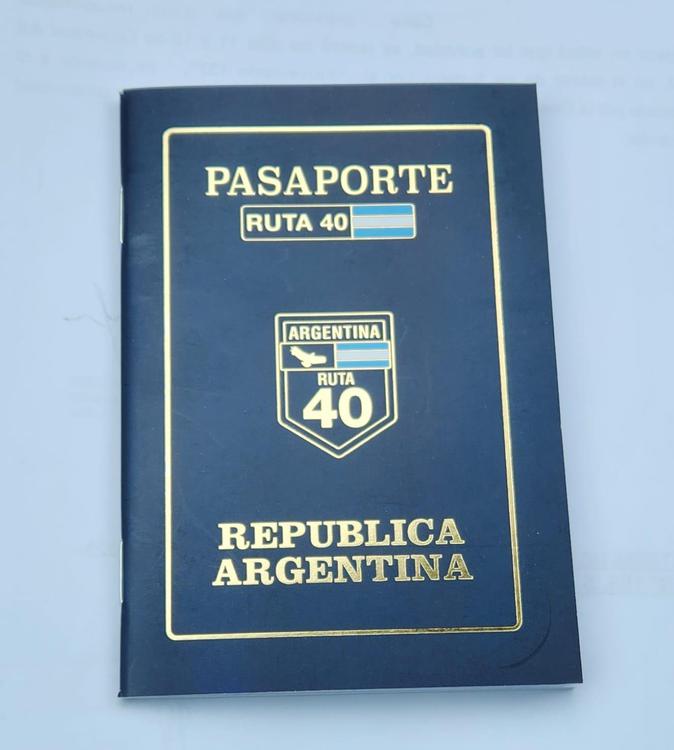 PASAPORTE
RUTA 40
ARGENTINA
RUTA
40
REPUBLICA
ARGENTINA